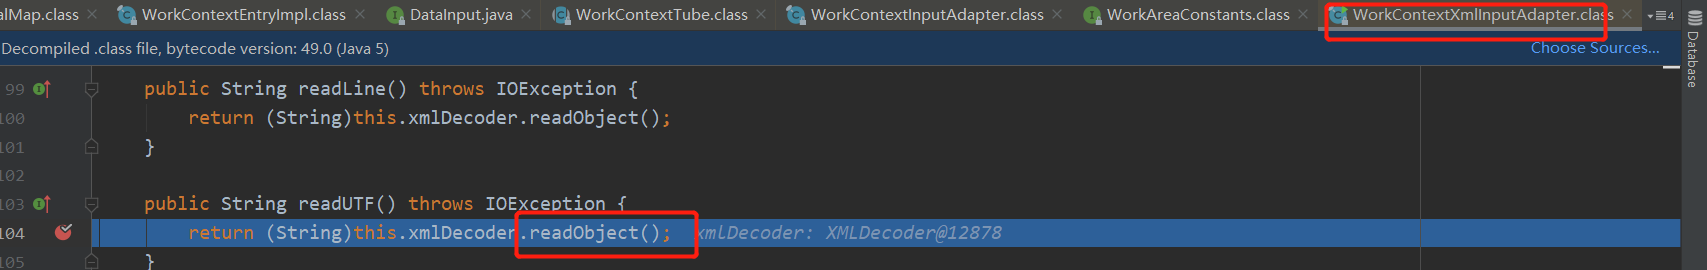 alMap.class WorkContextEntryImpl.class DataInput.java WorkContextTube.class WorkContextInputAdapter.class WorkAreaConstants.class WorkContextXmlInputAdapter.class 4
Decompiled .class file, bytecode version: 49.0 (Java 5) Choose Sources...
Database
99 public String readLine() throws IOException {
100 return (String)this.xmlDecoder.readObject();
101 }
102
103 public String readUTF() throws IOException {
104 return (String)this.xmlDecoder.readObject(); xmlDecoder: XMLDecoder@12878
105 }